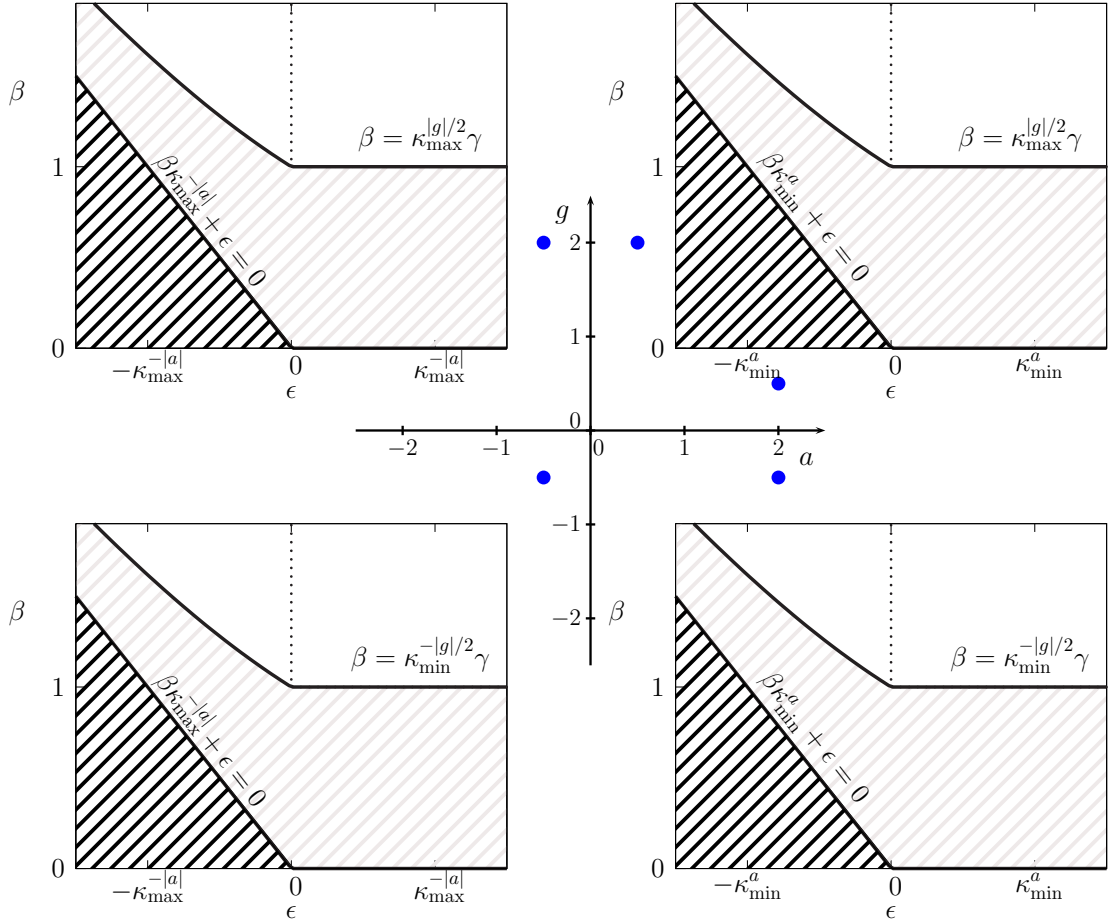 β
β = κ_max^{|g|/2} γ
1
βκ_max^{-|a|} + ϵ = 0
0
−κ_max^{-|a|}
0
κ_max^{-|a|}
ϵ
β
β = κ_max^{|g|/2} γ
1
βκ_min^{a} + ϵ = 0
0
−κ_min^{a}
0
κ_min^{a}
ϵ
g
2
1
0
−2
−1
0
1
2
a
−1
−2
β
β = κ_min^{-|g|/2} γ
1
βκ_max^{-|a|} + ϵ = 0
0
−κ_max^{-|a|}
0
κ_max^{-|a|}
ϵ
β
β = κ_min^{-|g|/2} γ
1
βκ_min^{a} + ϵ = 0
0
−κ_min^{a}
0
κ_min^{a}
ϵ